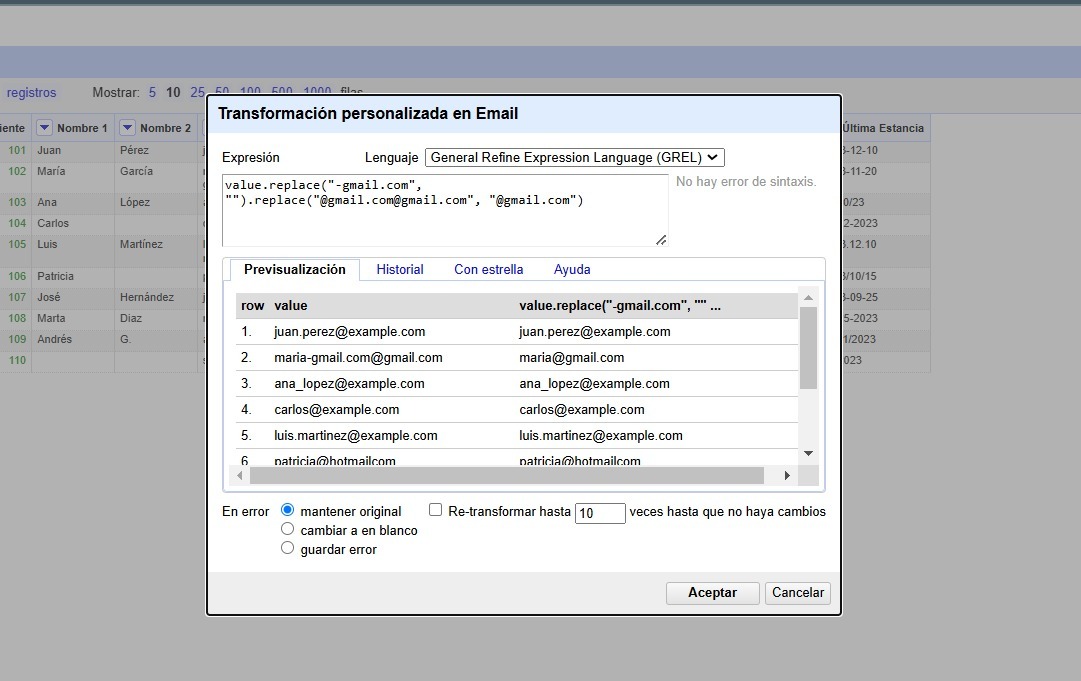 registros Mostrar: 5 10 25 50 100 500 1000 filas
Transformación personalizada en Email
iente Nombre 1 Nombre 2 Última Estancia
Expresión Lenguaje General Refine Expression Language (GREL)
101 Juan Pérez 3-12-10
102 María García 3-11-20
103 Ana López 0/23
104 Carlos 2-2023
105 Luis Martínez 3.12.10
106 Patricia 3/10/15
107 José Hernández 3-09-25
108 Marta Diaz 5-2023
109 Andrés G. 1/2023
110 023
value.replace("-gmail.com",
"").replace("@gmail.com@gmail.com", "@gmail.com")
No hay error de sintaxis.
Previsualización Historial Con estrella Ayuda
row value value.replace("-gmail.com", "" ...
1. juan.perez@example.com juan.perez@example.com
2. maria-gmail.com@gmail.com maria@gmail.com
3. ana_lopez@example.com ana_lopez@example.com
4. carlos@example.com carlos@example.com
5. luis.martinez@example.com luis.martinez@example.com
6. patricia@hotmailcom patricia@hotmailcom
En error mantener original Re-transformar hasta 10 veces hasta que no haya cambios
cambiar a en blanco
guardar error
Aceptar Cancelar